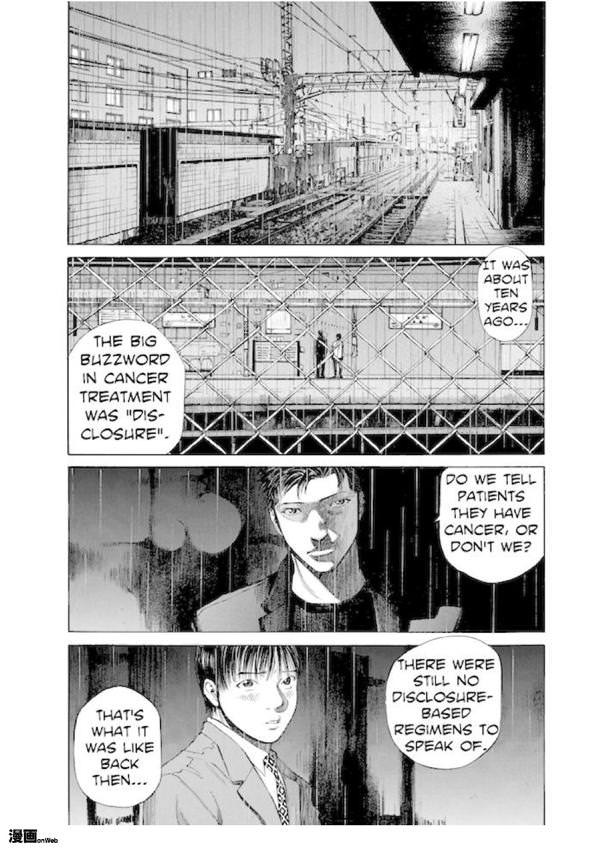 IT WAS
ABOUT
TEN
YEARS
AGO...
THE BIG
BUZZWORD
IN CANCER
TREATMENT
WAS "DIS-
CLOSURE".
DO WE TELL
PATIENTS
THEY HAVE
CANCER, OR
DON'T WE?
THERE WERE
STILL NO
DISCLOSURE-
BASED
REGIMENS TO
SPEAK OF.
THAT'S
WHAT IT
WAS LIKE
BACK
THEN...
漫画onWeb